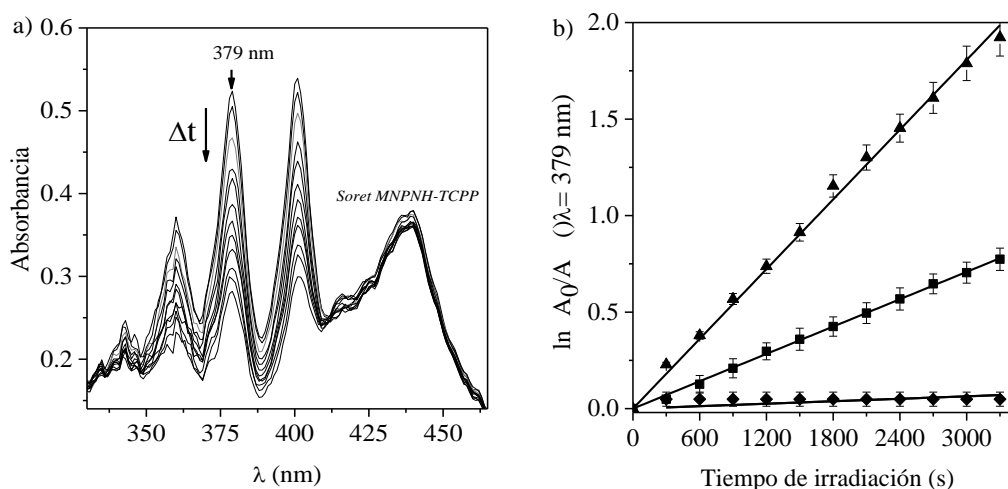 a)
0.6
0.5
0.4
0.3
0.2
Absorbancia
379 nm
Δt
Soret MNPNH-TCPP
350
375
400
425
450
λ (nm)
b)
2.0
1.5
1.0
0.5
0.0
ln A0/A ()λ= 379 nm)
0
600
1200
1800
2400
3000
Tiempo de irradiación (s)